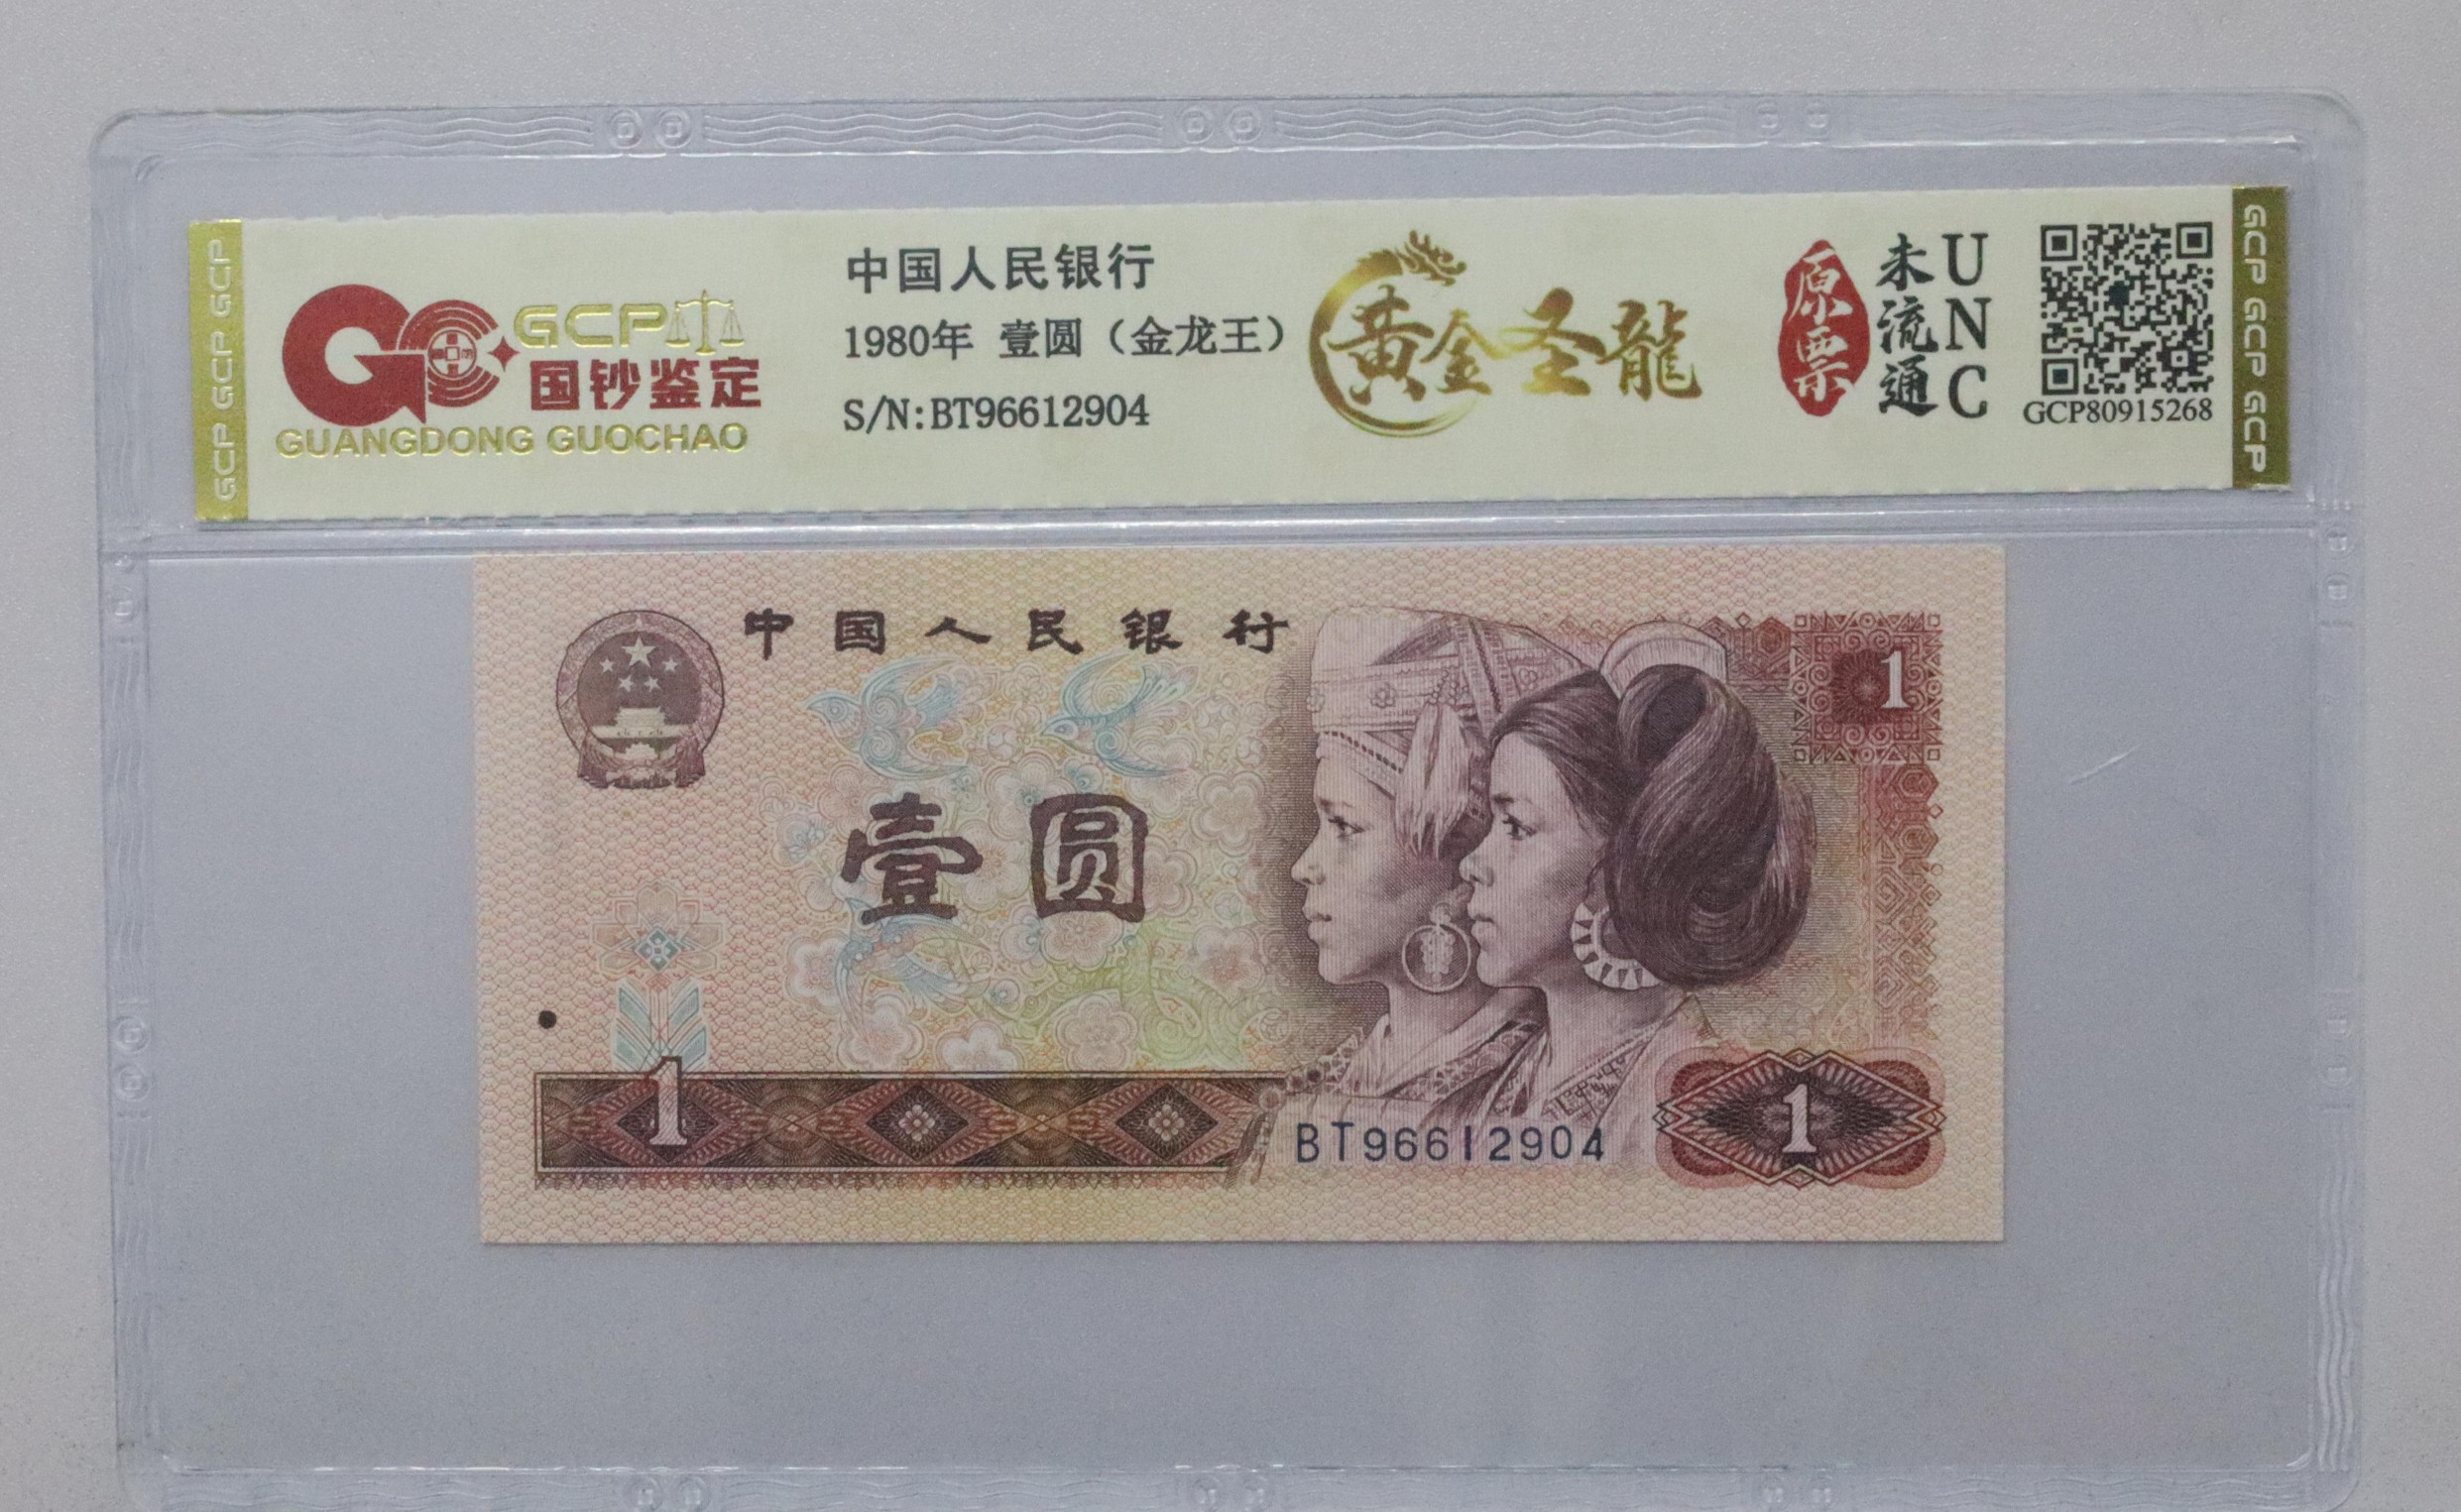 GCP
国钞鉴定
GUANGDONG GUOCHAO
中国人民银行
1980年 壹圆（金龙王）
S/N:BT96612904
黄金圣龍
原票
未流通
UNC
GCP80915268
GCP GCP GCP
GCP GCP GCP
中国人民银行
1
壹圆
1
BT96612904
1